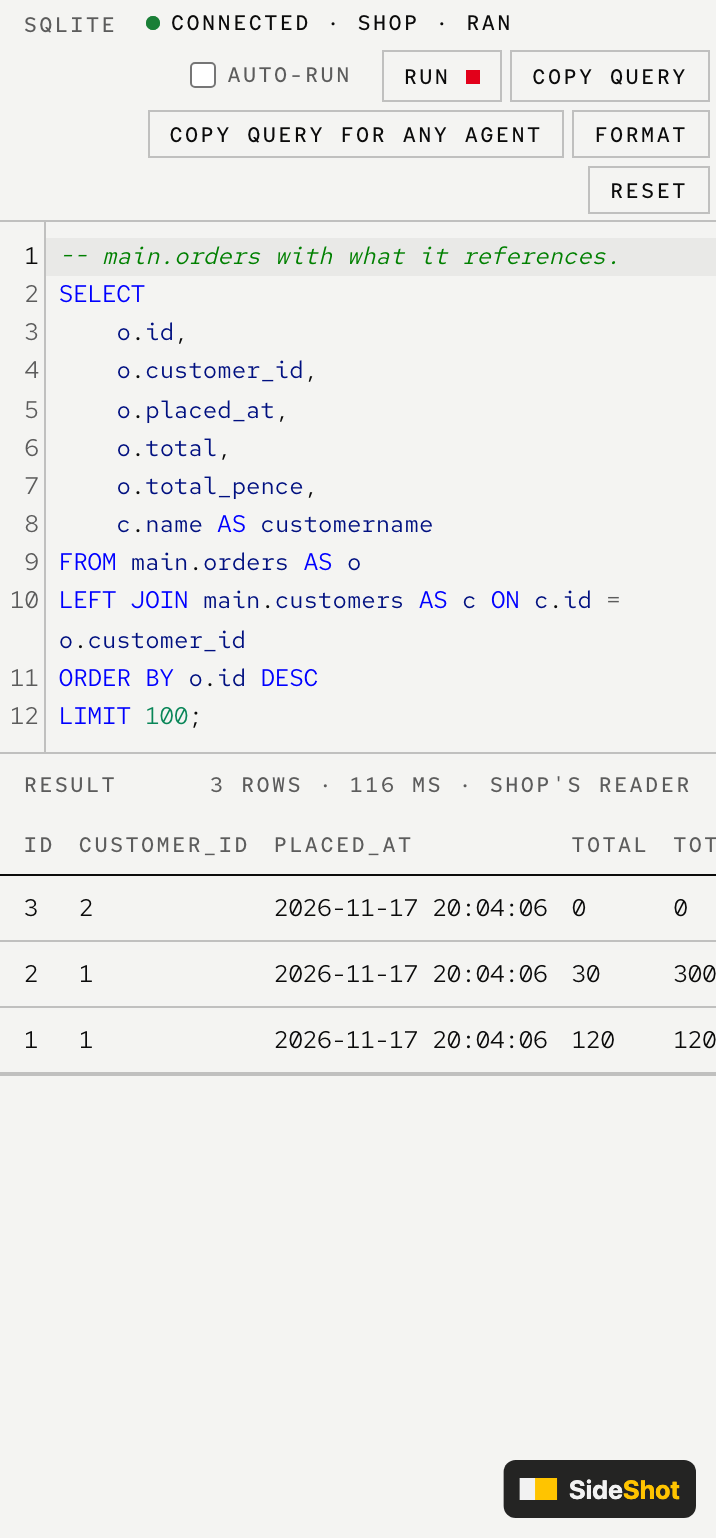 SQLITE CONNECTED · SHOP · RAN
AUTO-RUN RUN COPY QUERY
COPY QUERY FOR ANY AGENT FORMAT
RESET
1 -- main.orders with what it references.
2 SELECT
3 o.id,
4 o.customer_id,
5 o.placed_at,
6 o.total,
7 o.total_pence,
8 c.name AS customername
9 FROM main.orders AS o
10 LEFT JOIN main.customers AS c ON c.id =
o.customer_id
11 ORDER BY o.id DESC
12 LIMIT 100;
RESULT 3 ROWS · 116 MS · SHOP'S READER
ID CUSTOMER_ID PLACED_AT TOTAL TOT
3 2 2026-11-17 20:04:06 0 0
2 1 2026-11-17 20:04:06 30 300
1 1 2026-11-17 20:04:06 120 120
SideShot